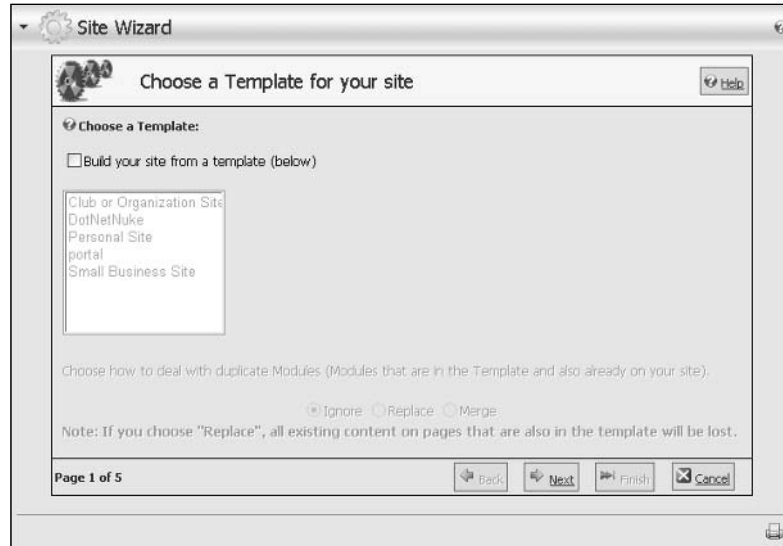 Site Wizard
Choose a Template for your site
Help
Choose a Template:
Build your site from a template (below)
Club or Organization Site
DotNetNuke
Personal Site
portal
Small Business Site
Choose how to deal with duplicate Modules (Modules that are in the Template and also already on your site).
Ignore Replace Merge
Note: If you choose "Replace", all existing content on pages that are also in the template will be lost.
Page 1 of 5 Back Next Finish Cancel